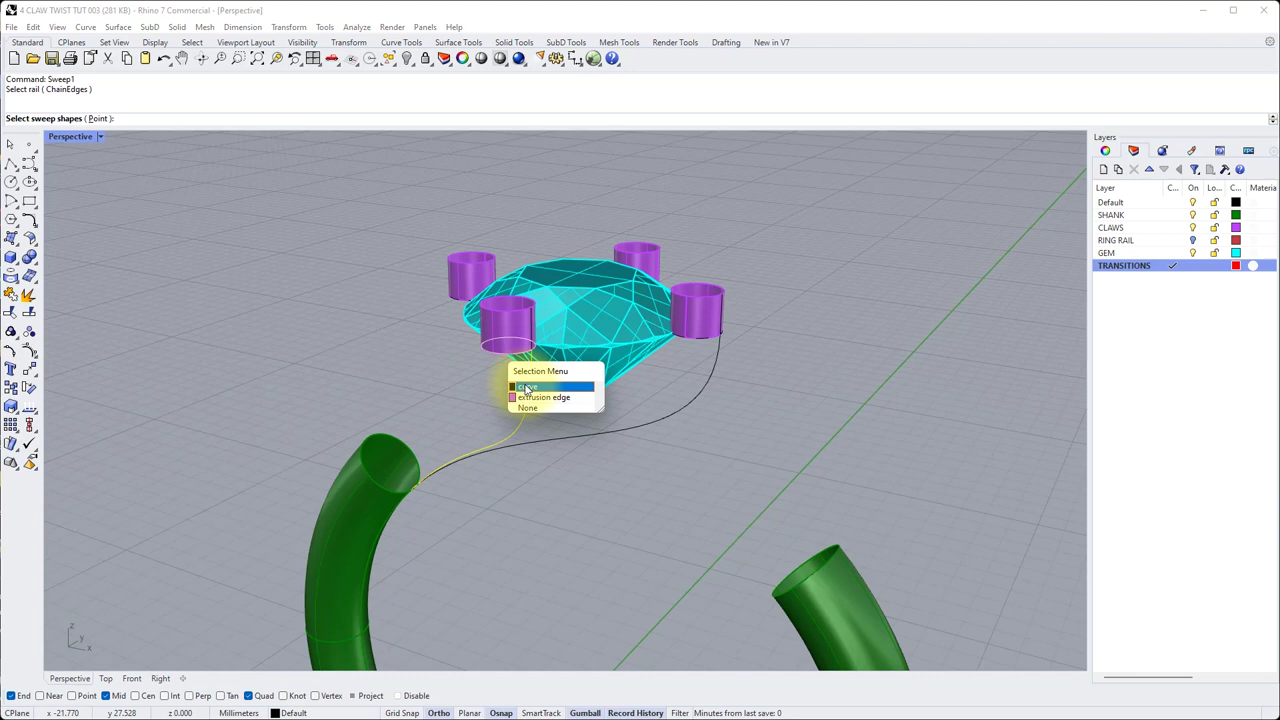 4 CLAW TWIST TUT 003 (281 KB) - Rhino 7 Commercial - [Perspective]
File Edit View Curve Surface SubD Solid Mesh Dimension Transform Tools Analyze Render Panels Help
Standard CPlanes Set View Display Select Viewport Layout Visibility Transform Curve Tools Surface Tools Solid Tools SubD Tools Mesh Tools Render Tools Drafting New in V7
Command: Sweep1
Select rail ( ChainEdges )
Select sweep shapes ( Point ):
Perspective
Layers
Layer C... On Lo... C... Materia
Default
SHANK
CLAWS
RING RAIL
GEM
TRANSITIONS
Selection Menu
curve
extrusion edge
None
z
y
x
Perspective Top Front Right
End Near Point Mid Cen Int Perp Tan Quad Knot Vertex Project Disable
CPlane x -21.770 y 27.528 z 0.000 Millimeters Default Grid Snap Ortho Planar Osnap SmartTrack Gumball Record History Filter Minutes from last save: 0